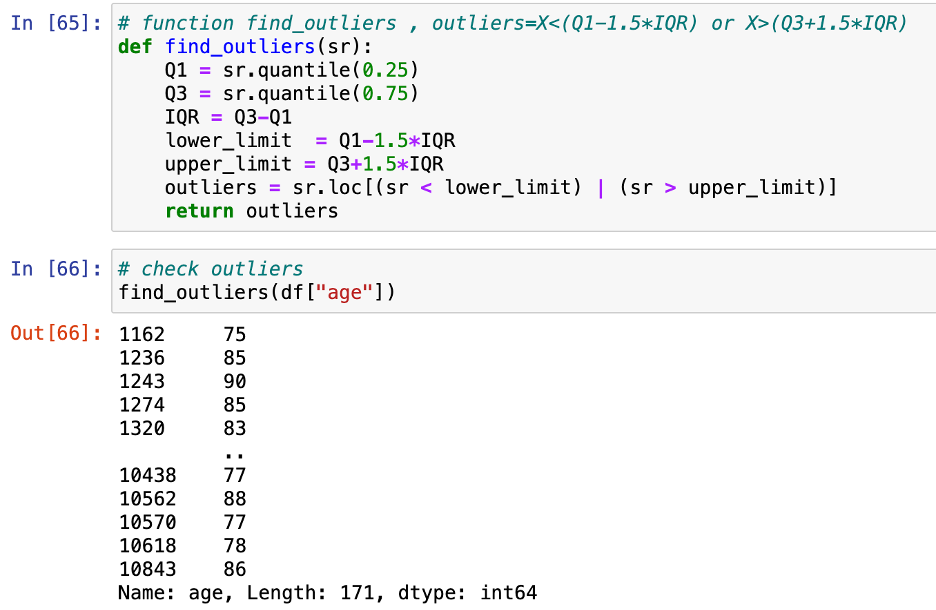 In [65]: # function find_outliers , outliers=X<(Q1-1.5*IQR) or X>(Q3+1.5*IQR)
def find_outliers(sr):
    Q1 = sr.quantile(0.25)
    Q3 = sr.quantile(0.75)
    IQR = Q3-Q1
    lower_limit  = Q1-1.5*IQR
    upper_limit = Q3+1.5*IQR
    outliers = sr.loc[(sr < lower_limit) | (sr > upper_limit)]
    return outliers
In [66]: # check outliers
find_outliers(df["age"])
Out[66]: 1162     75
1236     85
1243     90
1274     85
1320     83
         ..
10438    77
10562    88
10570    77
10618    78
10843    86
Name: age, Length: 171, dtype: int64